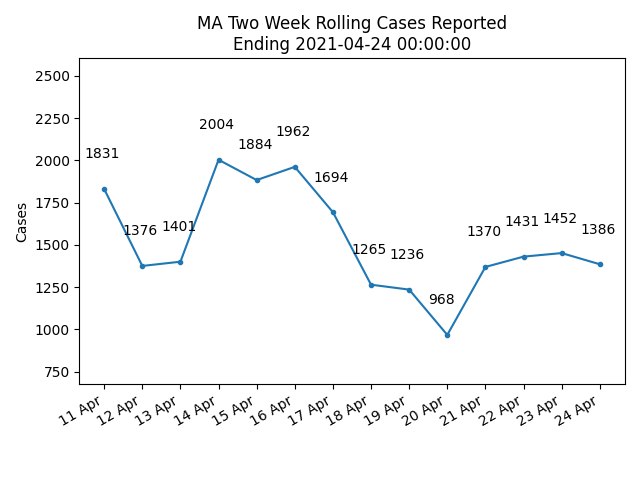 MA Two Week Rolling Cases Reported
Ending 2021-04-24 00:00:00
Cases
2500
2250
2000
1750
1500
1250
1000
750
1831
1376
1401
2004
1884
1962
1694
1265
1236
968
1370
1431
1452
1386
11 Apr
12 Apr
13 Apr
14 Apr
15 Apr
16 Apr
17 Apr
18 Apr
19 Apr
20 Apr
21 Apr
22 Apr
23 Apr
24 Apr